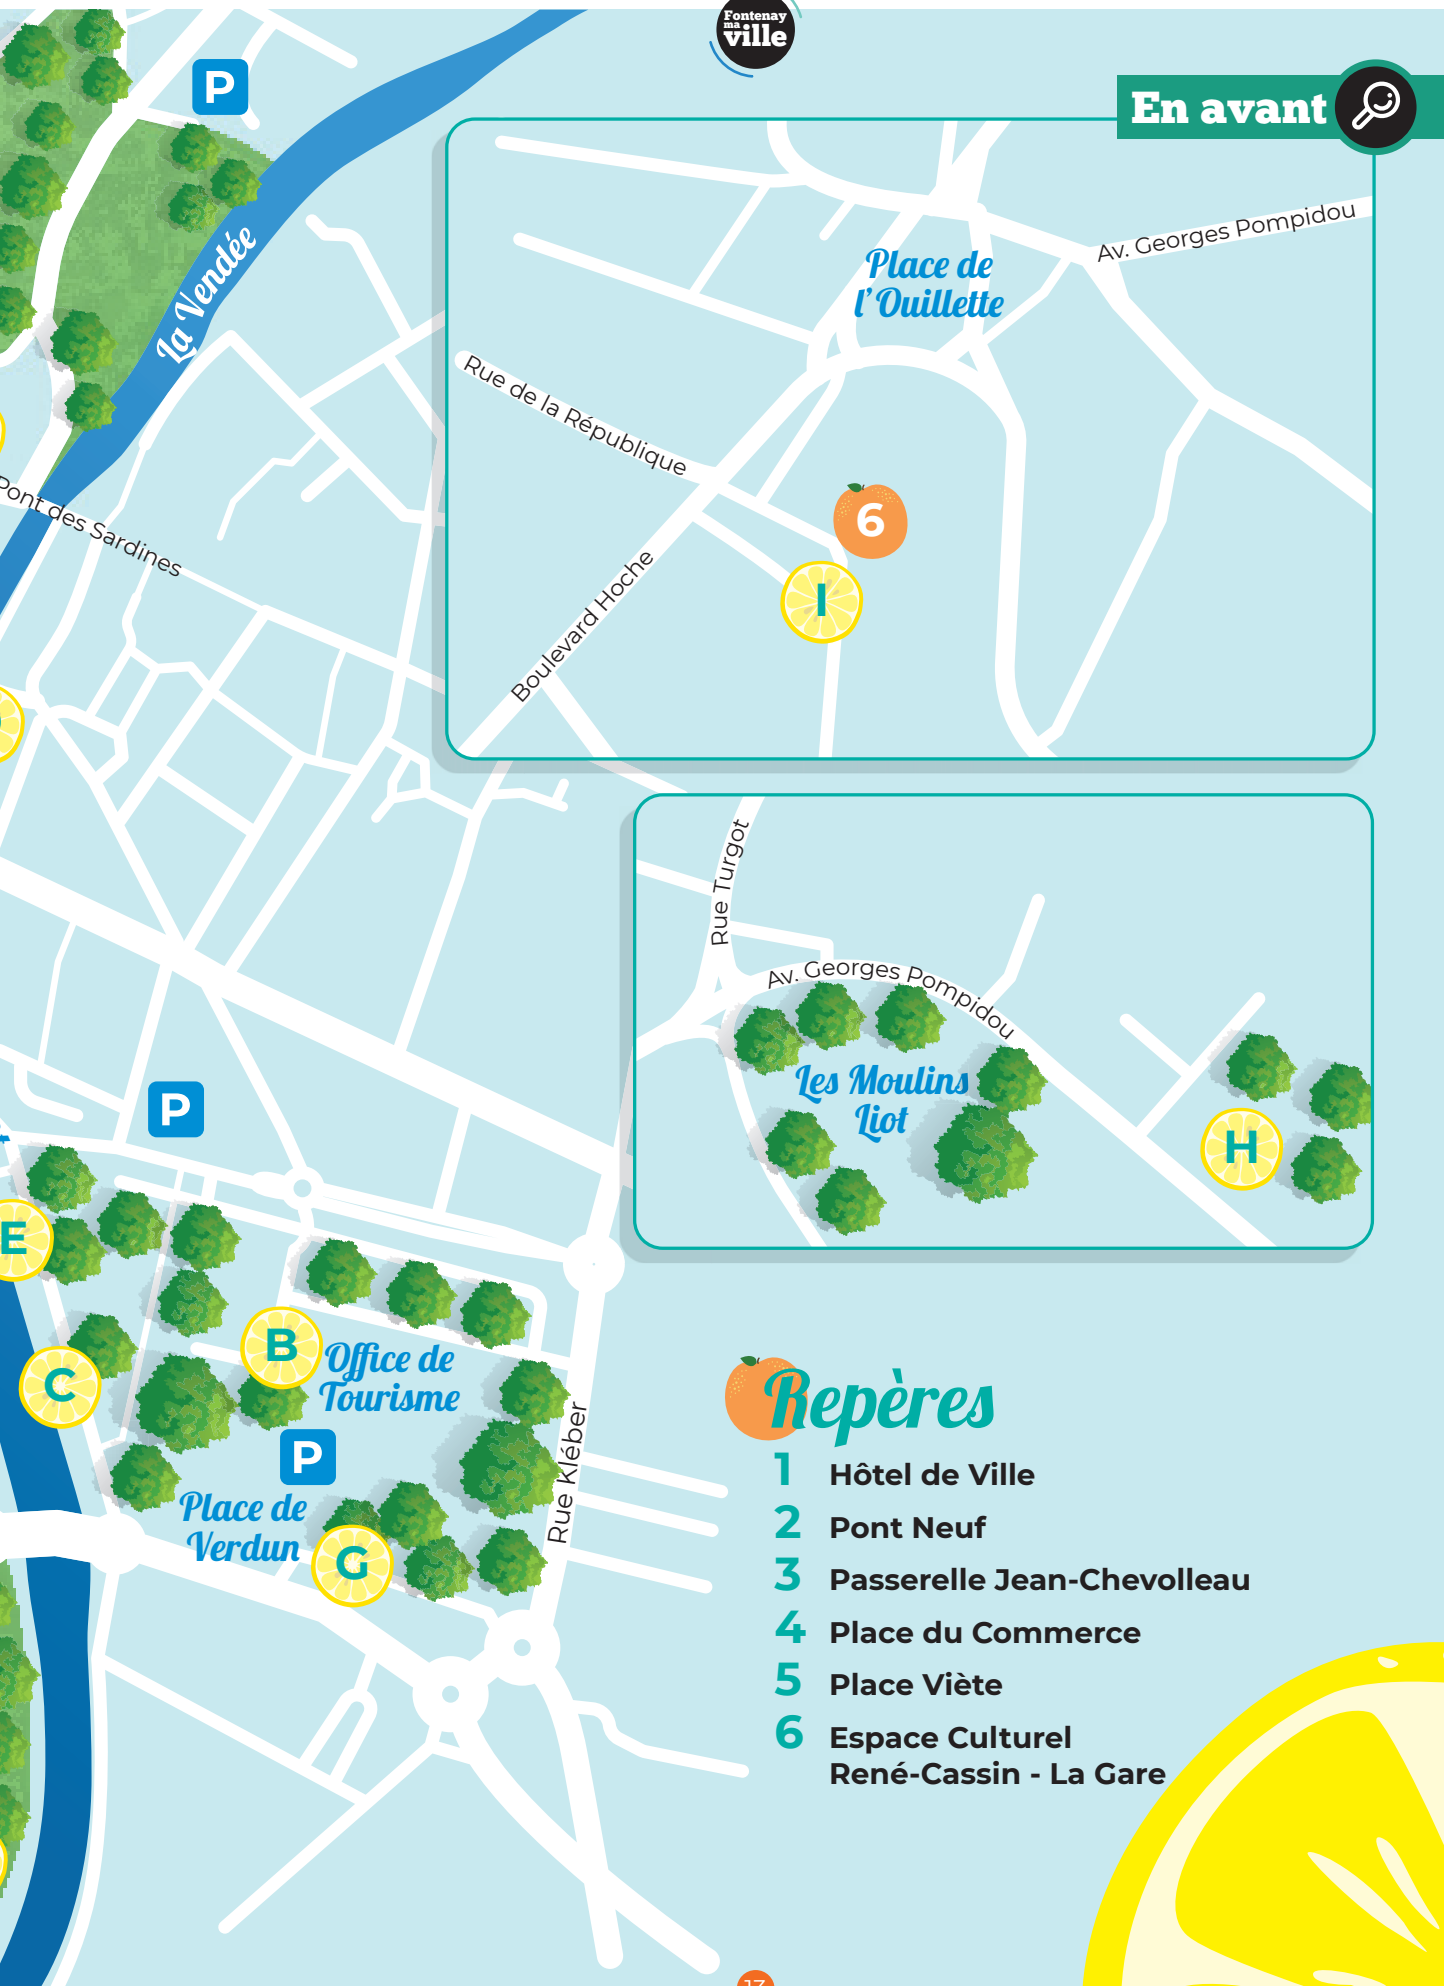 Fontenay
ma
ville
En avant
P
La Vendée
Pont des Sardines
Av. Georges Pompidou
Place de
l'Ouillette
Rue de la République
6
I
Boulevard Hoche
Rue Turgot
Av. Georges Pompidou
Les Moulins
Liot
H
P
E
B
Office de
Tourisme
C
P
Place de
Verdun
G
Rue Kléber
Repères
1 Hôtel de Ville
2 Pont Neuf
3 Passerelle Jean-Chevolleau
4 Place du Commerce
5 Place Viète
6 Espace Culturel
René-Cassin - La Gare